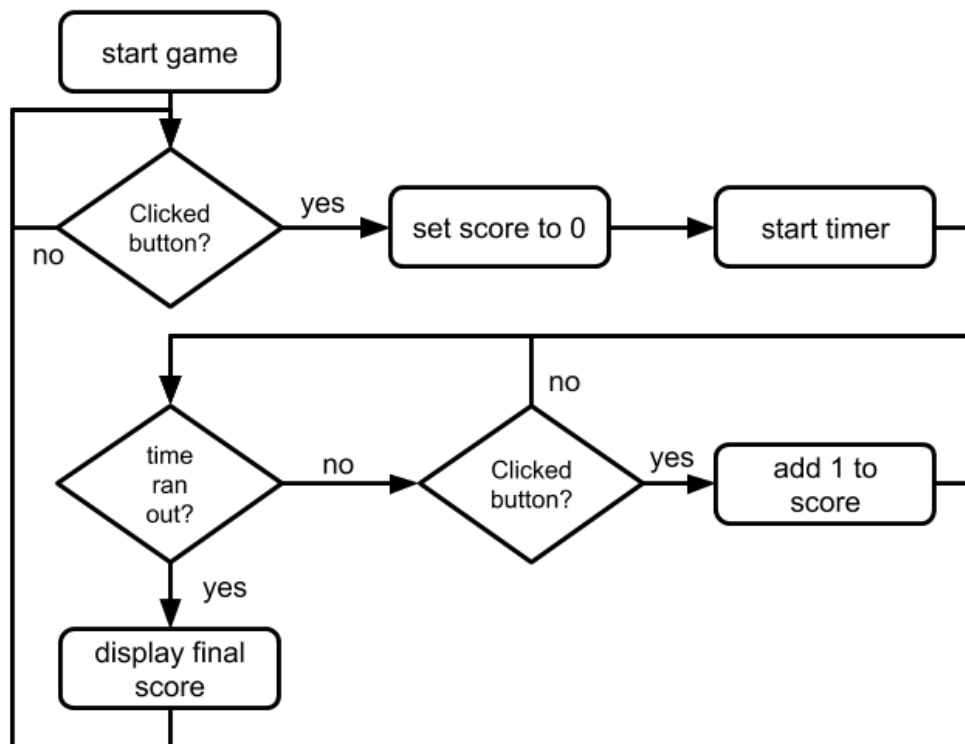 start game
Clicked
button?
yes
no
set score to 0
start timer
time
ran
out?
no
yes
Clicked
button?
no
yes
add 1 to
score
display final
score